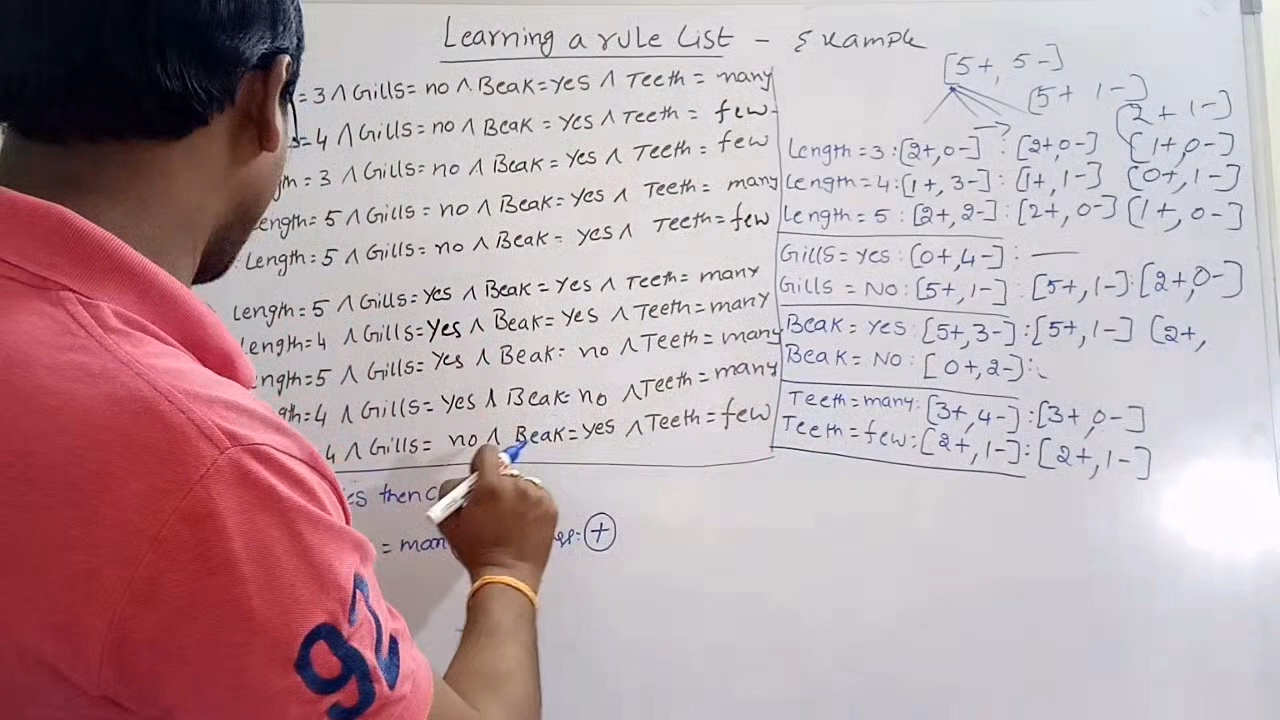 Learning a rule List - Example
= 3 ∧ Gills = no ∧ Beak = yes ∧ Teeth = many
= 4 ∧ Gills = no ∧ Beak = yes ∧ Teeth = few
= 3 ∧ Gills = no ∧ Beak = Yes ∧ Teeth = few
ength = 5 ∧ Gills = no ∧ Beak = Yes ∧ Teeth = many
Length = 5 ∧ Gills = no ∧ Beak = yes ∧ Teeth = few
Length = 5 ∧ Gills = yes ∧ Beak = Yes ∧ Teeth = many
ength = 4 ∧ Gills = Yes ∧ Beak = Yes ∧ Teeth = many
ngth = 5 ∧ Gills = Yes ∧ Beak = no ∧ Teeth = many
gth = 4 ∧ Gills = yes ∧ Beak = no ∧ Teeth = many
4 ∧ Gills = no ∧ Beak = yes ∧ Teeth = few
then
= man +
[5+, 5-]
[5+ 1-]
[2+ 1-]
Length = 3 : [2+, 0-] : [2+, 0-] [1+, 0-]
Length = 4 : [1+, 3-] : [1+, 1-] [0+, 1-]
Length = 5 : [2+, 2-] : [2+, 0-] [1+, 0-]
Gills = yes : [0+, 4-] : —
Gills = No : [5+, 1-] : [5+, 1-] : [2+, 0-]
Beak = yes : [5+, 3-] : [5+, 1-] [2+,
Beak = No : [0+, 2-] :
Teeth = many : [3+, 4-] : [3+, 0-]
Teeth = few : [2+, 1-] : [2+, 1-]
92